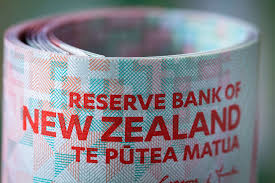 RESERVE BANK OF
NEW ZEALAND
TE PŪTEA MATUA